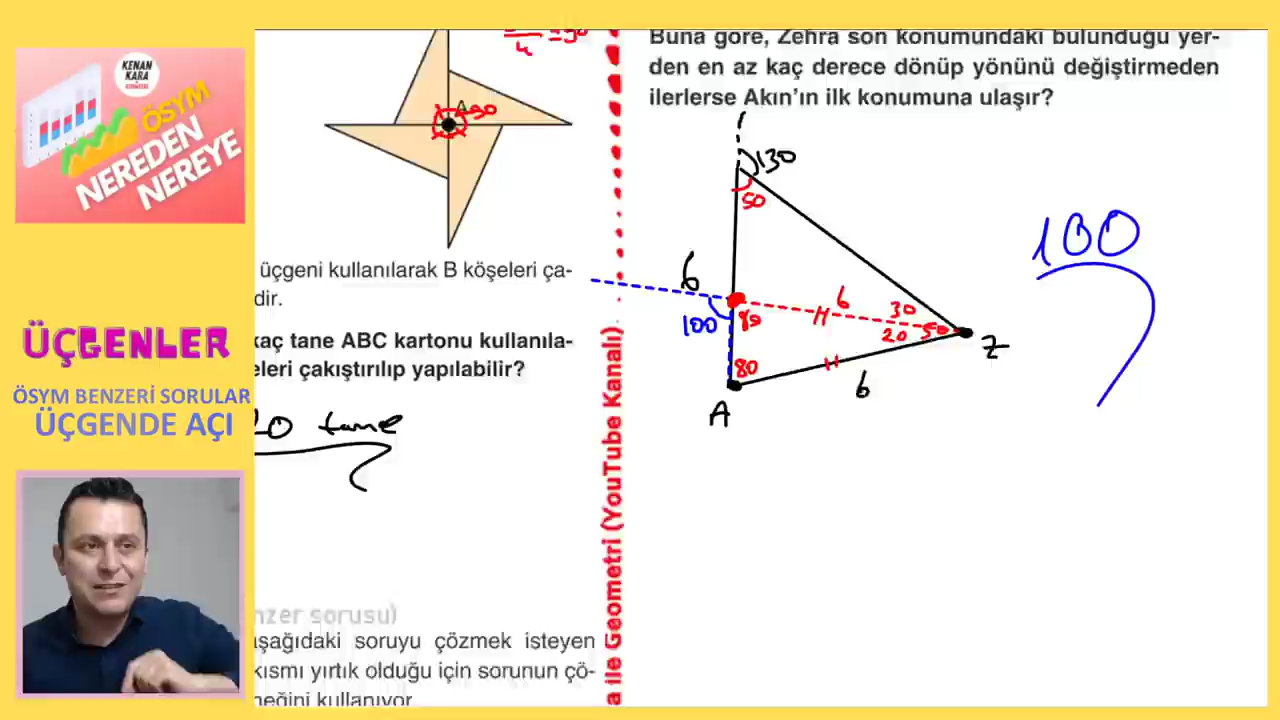 KENAN
KARA
ÖSYM
NEREDEN
NEREYE
ÜÇGENLER
ÖSYM BENZERİ SORULAR
ÜÇGENDE AÇI
4
A
90
üçgeni kullanılarak B köşeleri ça-
dir.
kaç tane ABC kartonu kullanıla-
eleri çakıştırılıp yapılabilir?
20 tane
nzer sorusu)
aşağıdaki soruyu çözmek isteyen
kısmı yırtık olduğu için sorunun çö-
neğini kullanıyor
a ile Geometri (YouTube Kanalı)
Buna göre, Zehra son konumundaki bulunduğu yer-
den en az kaç derece dönüp yönünü değiştirmeden
ilerlerse Akın'ın ilk konumuna ulaşır?
130
50
6
6
30
100
80
20
50
Z
80
6
A
100